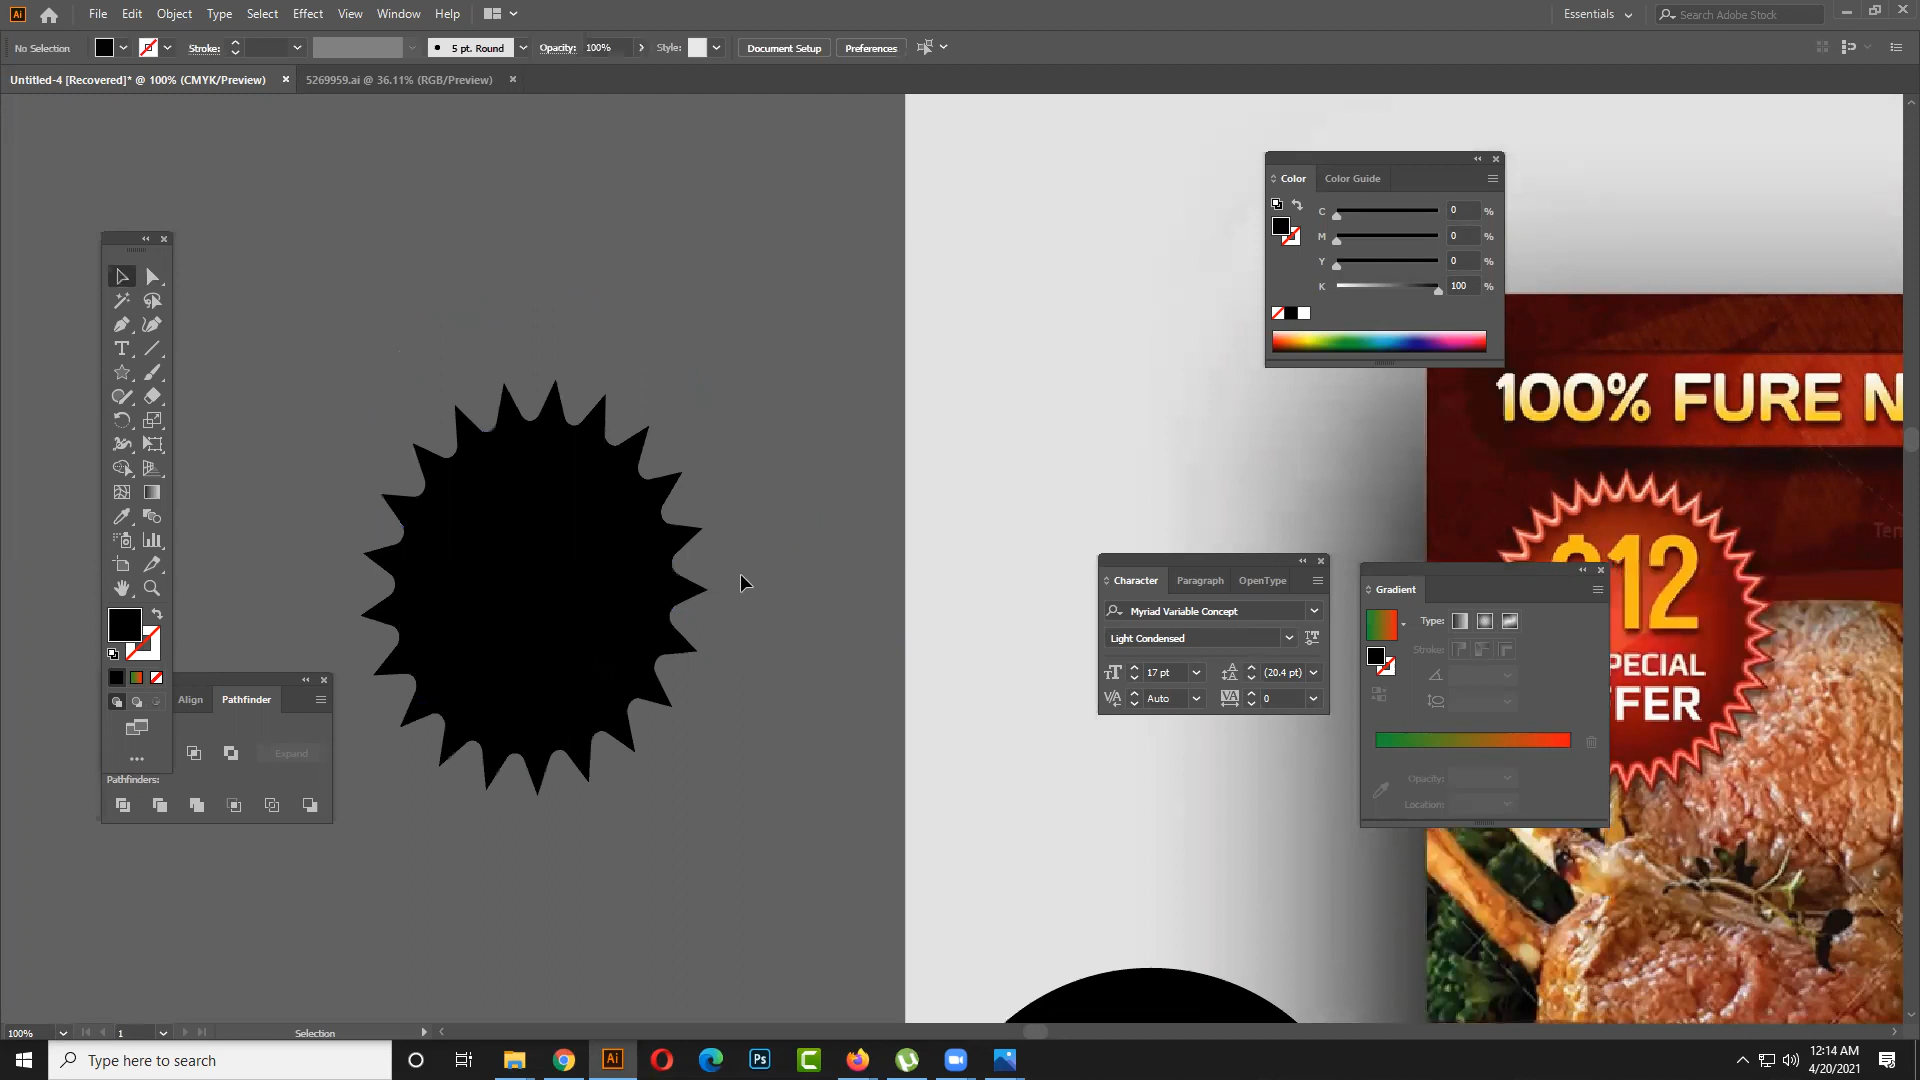 Ai File Edit Object Type Select Effect View Window Help Essentials Search Adobe Stock
No Selection Stroke: 5 pt. Round Opacity: 100% Style: Document Setup Preferences
Untitled-4 [Recovered]* @ 100% (CMYK/Preview) × 5269959.ai @ 36.11% (RGB/Preview) ×
Color Color Guide
C 0 %
M 0 %
Y 0 %
K 100 %
100% FURE N
Character Paragraph OpenType
Myriad Variable Concept
Light Condensed
17 pt (20.4 pt)
Auto 0
Gradient
Type:
Stroke:
Opacity:
Location:
$12
PECIAL
FFER
Align Pathfinder
Expand
Pathfinders:
100% 1 Selection
Type here to search
Ai
Ps
12:14 AM
4/20/2021